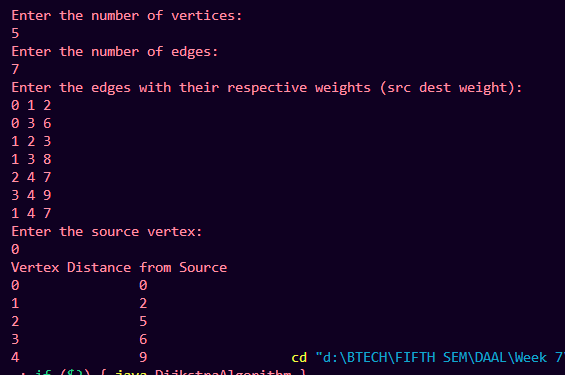 Enter the number of vertices:
5
Enter the number of edges:
7
Enter the edges with their respective weights (src dest weight):
0 1 2
0 3 6
1 2 3
1 3 8
2 4 7
3 4 9
1 4 7
Enter the source vertex:
0
Vertex Distance from Source
0 0
1 2
2 5
3 6
4 9 cd "d:\BTECH\FIFTH SEM\DAAL\Week 7
; if ($?) { java DijkstraAlgorithm }